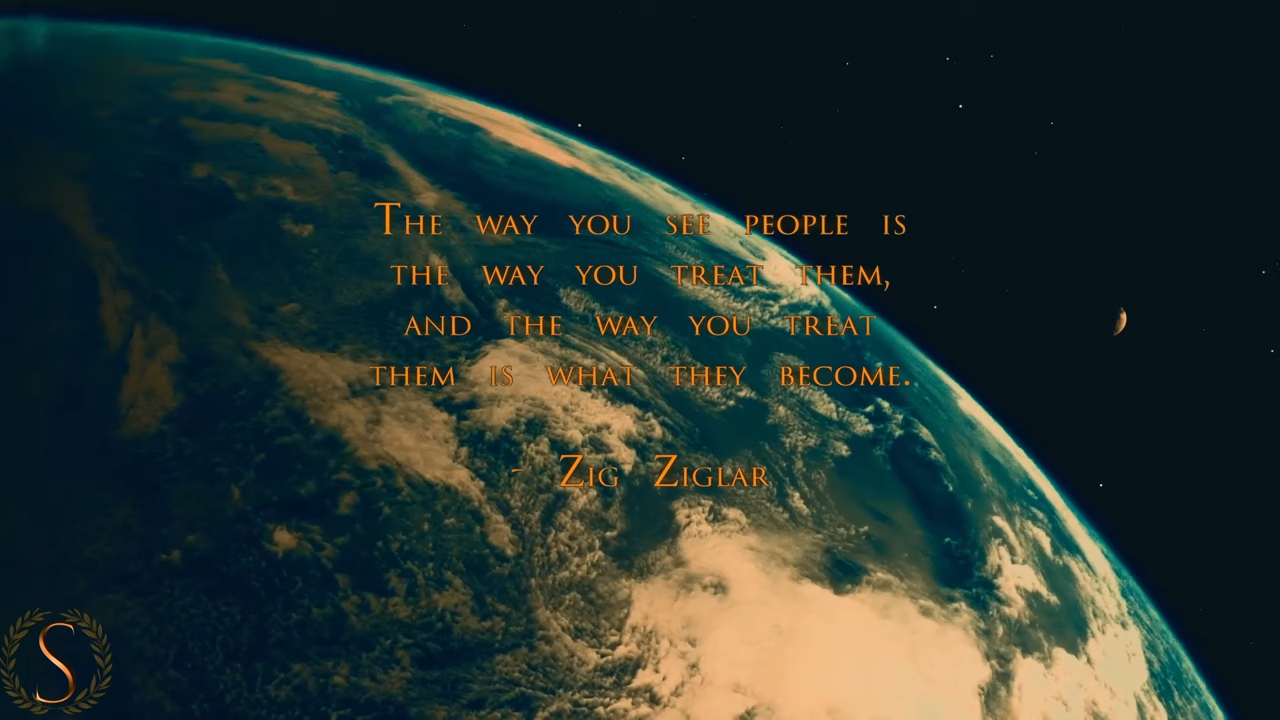 The way you see people is
the way you treat them,
and the way you treat
them is what they become.
- Zig Ziglar
S